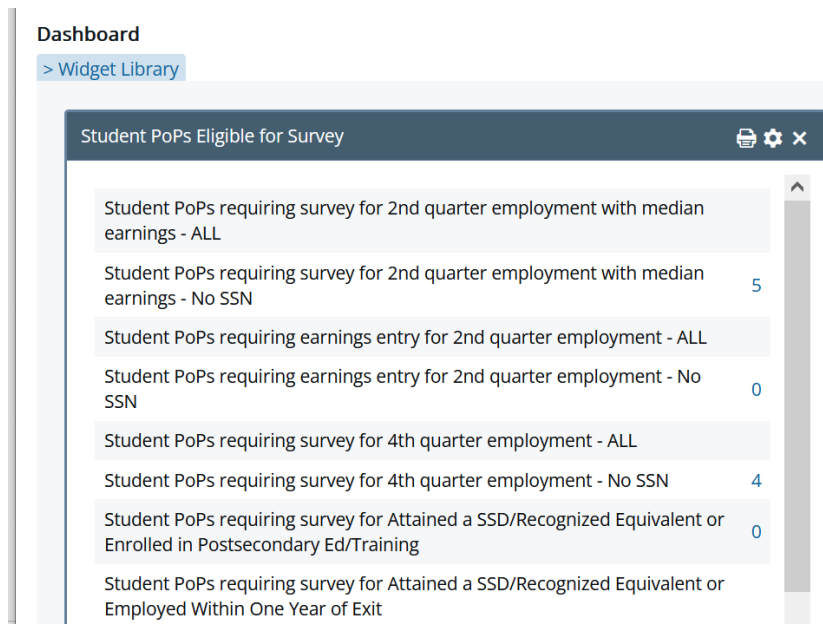 Dashboard
> Widget Library
Student PoPs Eligible for Survey
Student PoPs requiring survey for 2nd quarter employment with median
earnings - ALL
Student PoPs requiring survey for 2nd quarter employment with median
earnings - No SSN
5
Student PoPs requiring earnings entry for 2nd quarter employment - ALL
Student PoPs requiring earnings entry for 2nd quarter employment - No
SSN
0
Student PoPs requiring survey for 4th quarter employment - ALL
Student PoPs requiring survey for 4th quarter employment - No SSN 4
Student PoPs requiring survey for Attained a SSD/Recognized Equivalent or
Enrolled in Postsecondary Ed/Training
0
Student PoPs requiring survey for Attained a SSD/Recognized Equivalent or
Employed Within One Year of Exit